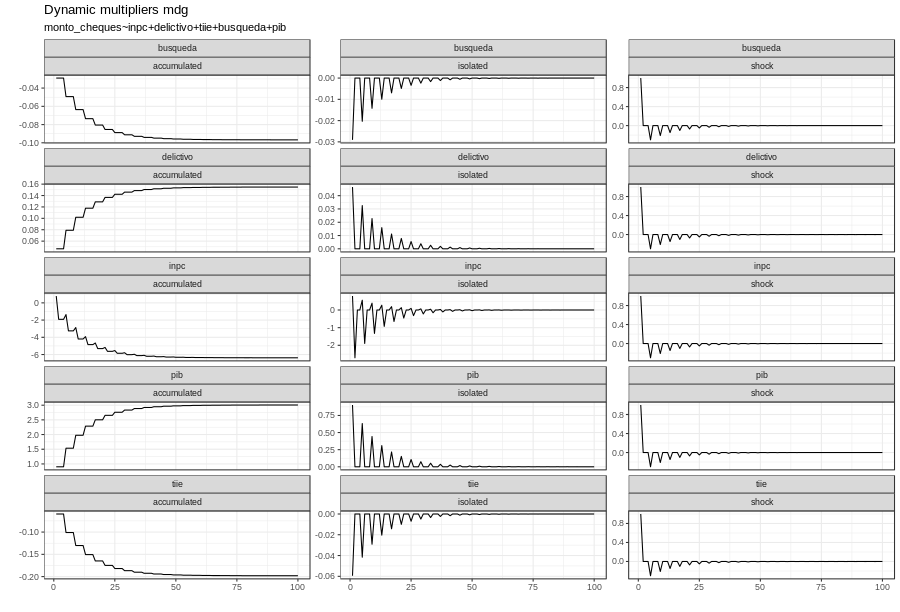 Dynamic multipliers mdg
monto_cheques~inpc+delictivo+tiie+busqueda+pib
busqueda busqueda busqueda
accumulated isolated shock
-0.04 0.00 0.8
-0.06 -0.01 0.4
-0.08 -0.02 0.0
-0.10 -0.03
delictivo delictivo delictivo
accumulated isolated shock
0.16 0.04 0.8
0.14 0.03 0.4
0.12 0.02 0.0
0.10 0.01
0.08 0.00
0.06
inpc inpc inpc
accumulated isolated shock
0 0 0.8
-2 -1 0.4
-4 -2 0.0
-6
pib pib pib
accumulated isolated shock
3.0 0.75 0.8
2.5 0.50 0.4
2.0 0.25 0.0
1.5 0.00
1.0
tiie tiie tiie
accumulated isolated shock
-0.10 0.00 0.8
-0.15 -0.02 0.4
-0.20 -0.04 0.0
-0.06
0 25 50 75 100 0 25 50 75 100 0 25 50 75 100